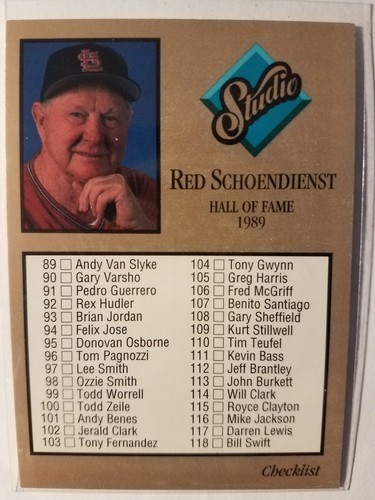 StL
Studio
RED SCHOENDIENST
HALL OF FAME
1989
89 Andy Van Slyke
90 Gary Varsho
91 Pedro Guerrero
92 Rex Hudler
93 Brian Jordan
94 Felix Jose
95 Donovan Osborne
96 Tom Pagnozzi
97 Lee Smith
98 Ozzie Smith
99 Todd Worrell
100 Todd Zeile
101 Andy Benes
102 Jerald Clark
103 Tony Fernandez
104 Tony Gwynn
105 Greg Harris
106 Fred McGriff
107 Benito Santiago
108 Gary Sheffield
109 Kurt Stillwell
110 Tim Teufel
111 Kevin Bass
112 Jeff Brantley
113 John Burkett
114 Will Clark
115 Royce Clayton
116 Mike Jackson
117 Darren Lewis
118 Bill Swift
Checklist